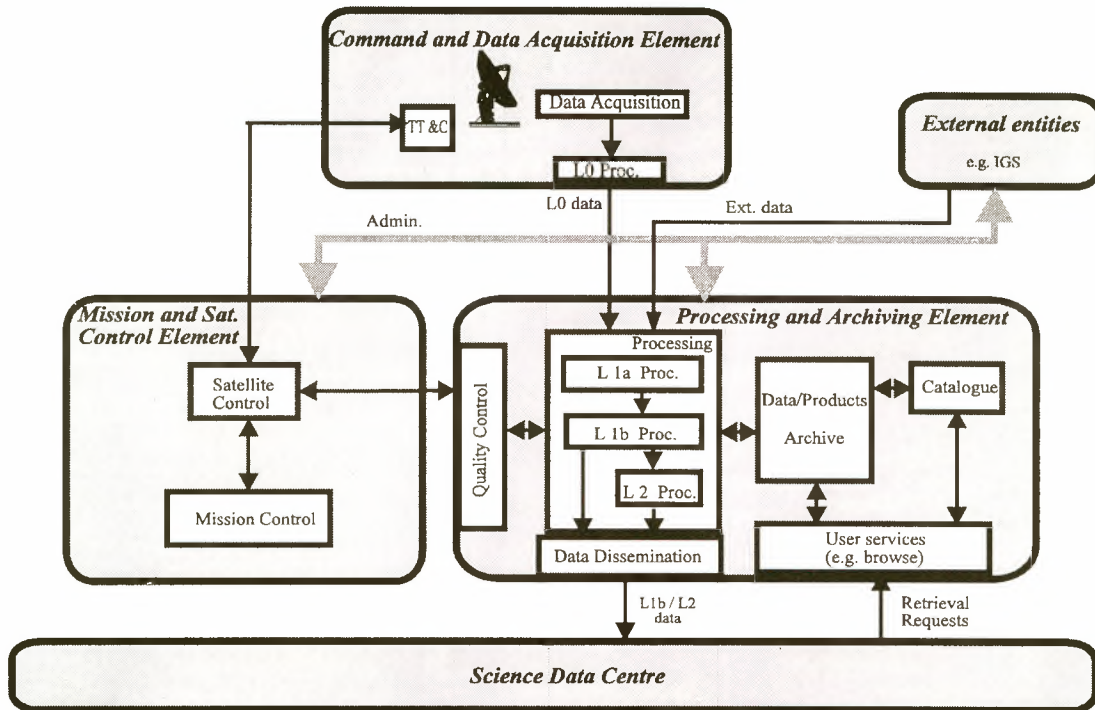 Command and Data Acquisition Element
TT &C
Data Acquisition
L0 Proc.
External entities
e.g. IGS
L0 data
Ext. data
Admin.
Mission and Sat.
Control Element
Satellite
Control
Mission Control
Processing and Archiving Element
Quality Control
Processing
L 1a Proc.
L 1b Proc.
L 2 Proc.
Data Dissemination
Data/Products
Archive
Catalogue
User services
(e.g. browse)
L1b / L2
data
Retrieval
Requests
Science Data Centre